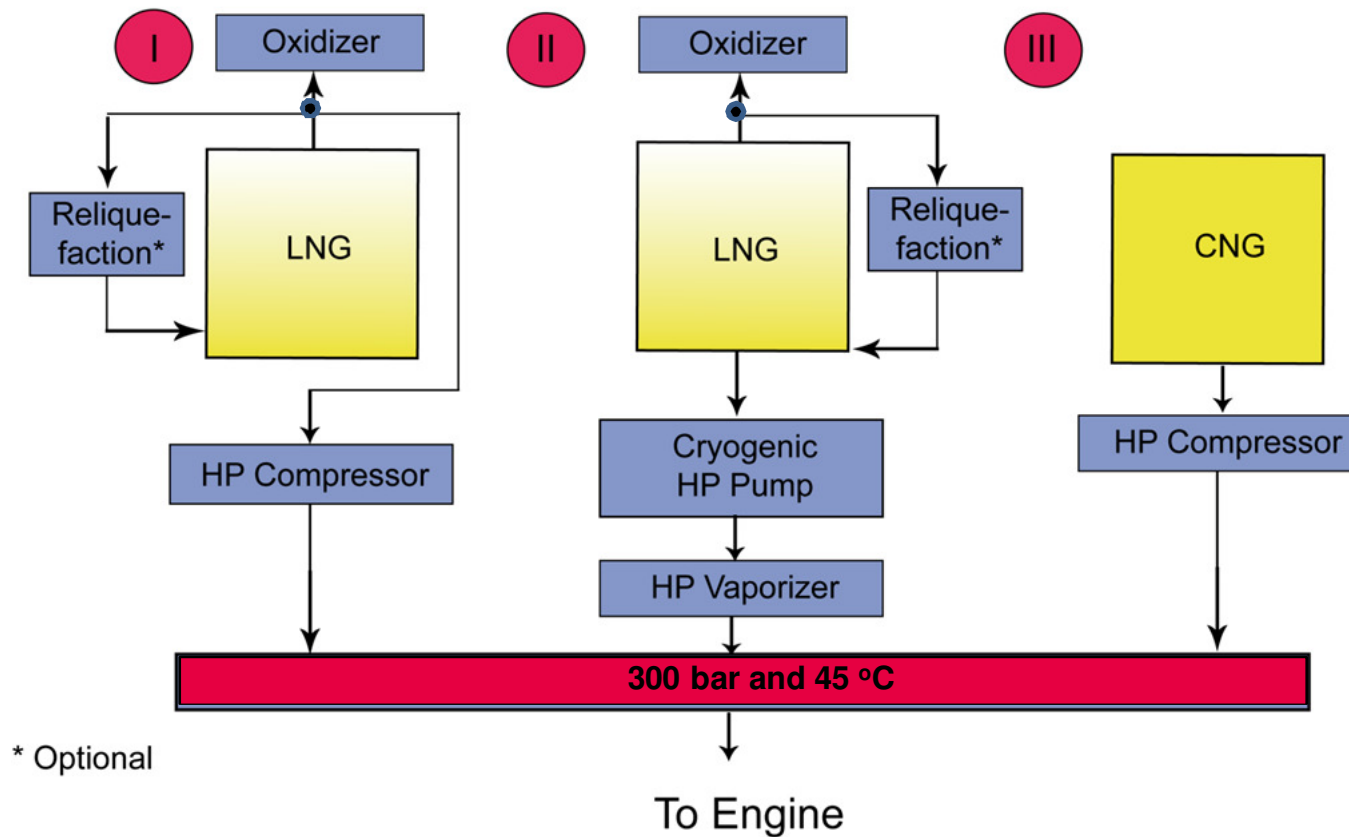 I
Oxidizer
Relique-
faction*
LNG
HP Compressor
II
Oxidizer
LNG
Relique-
faction*
Cryogenic
HP Pump
HP Vaporizer
III
CNG
HP Compressor
300 bar and 45 ºC
* Optional
To Engine